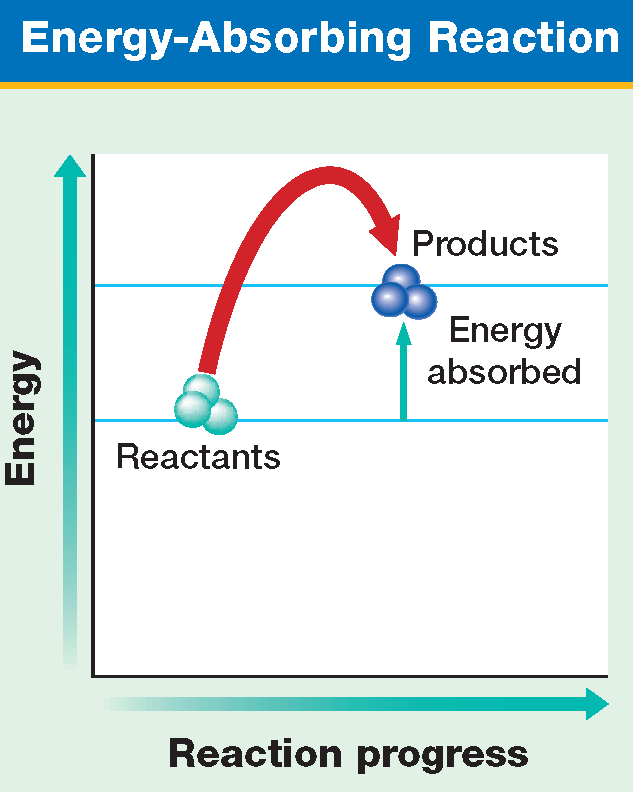 Energy-Absorbing Reaction
Products
Energy
absorbed
Reactants
Energy
Reaction progress